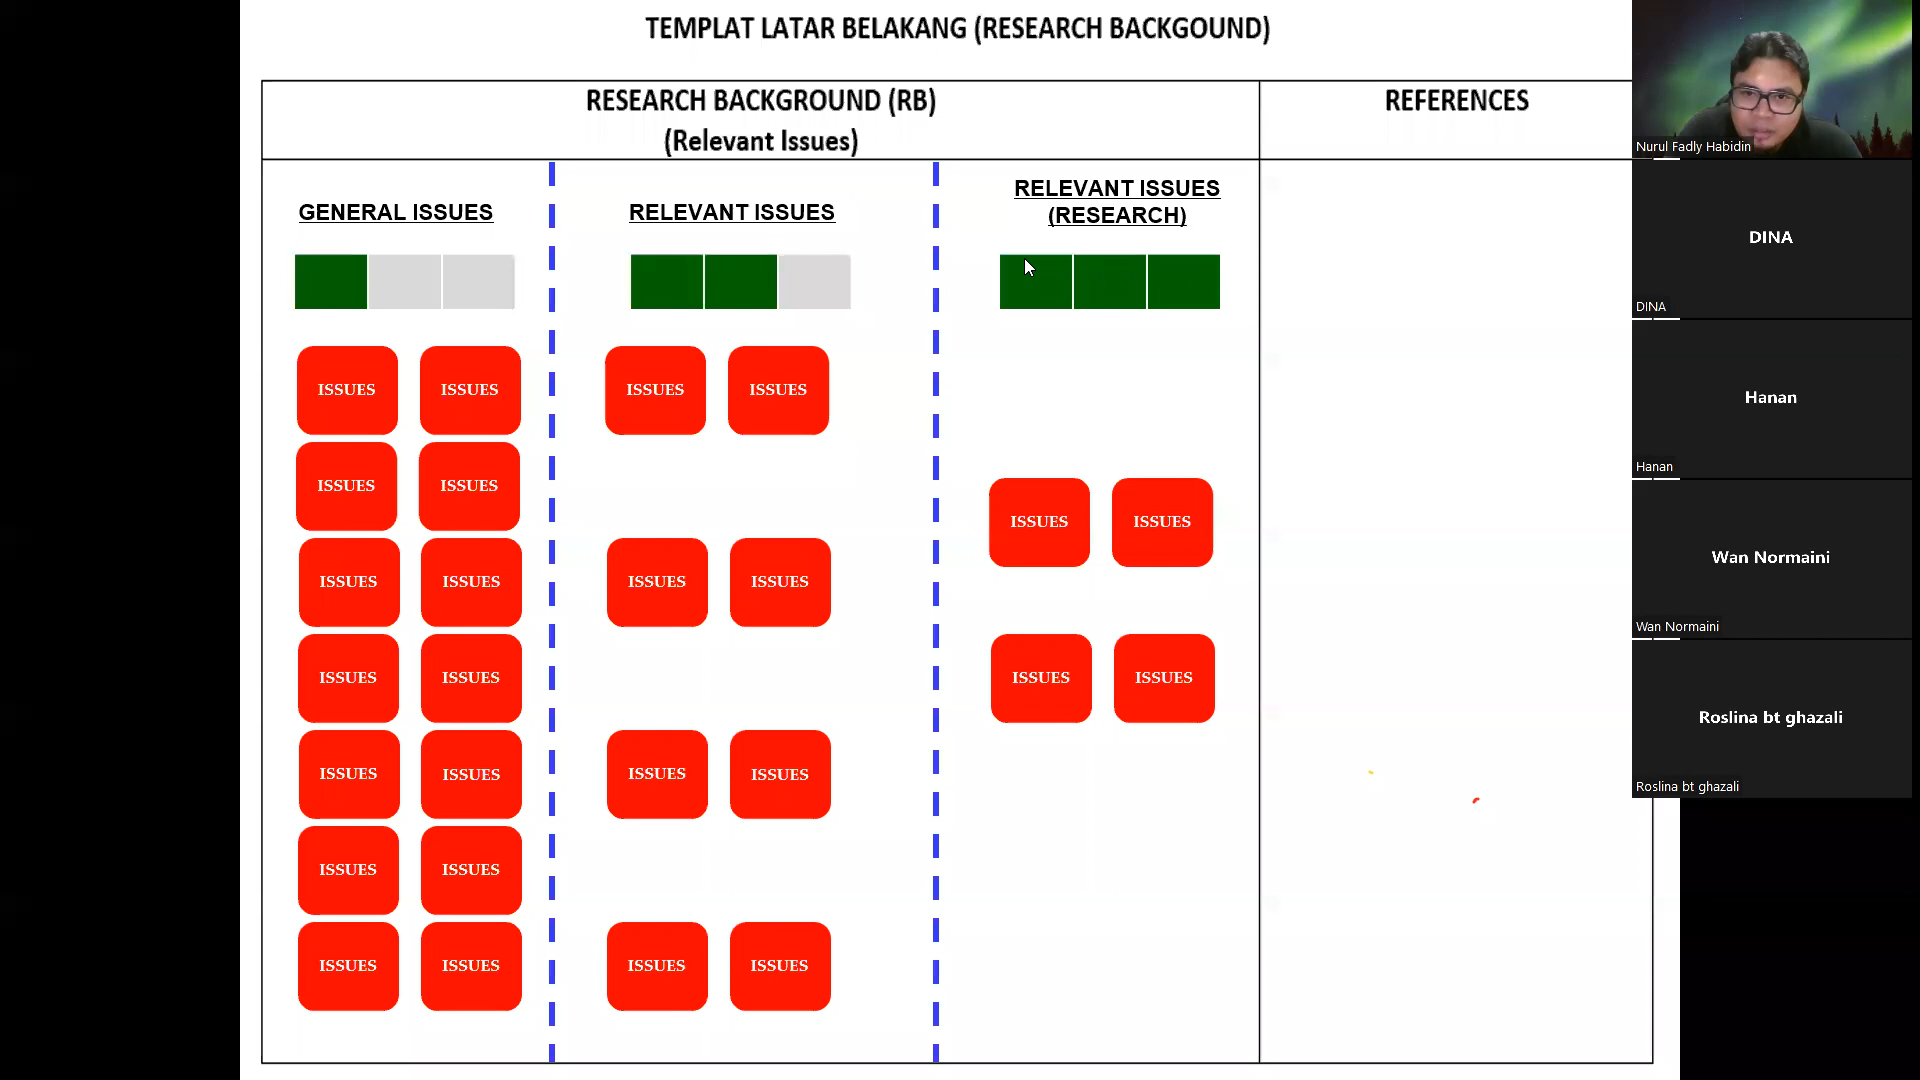 TEMPLAT LATAR BELAKANG (RESEARCH BACKGOUND)
RESEARCH BACKGROUND (RB)
(Relevant Issues)
REFERENCES
GENERAL ISSUES
RELEVANT ISSUES
RELEVANT ISSUES
(RESEARCH)
ISSUES ISSUES
ISSUES ISSUES
ISSUES ISSUES
ISSUES ISSUES
ISSUES ISSUES
ISSUES ISSUES
ISSUES ISSUES
ISSUES ISSUES
ISSUES ISSUES
ISSUES ISSUES
ISSUES ISSUES
ISSUES ISSUES
ISSUES ISSUES
Nurul Fadly Habidin
DINA
DINA
Hanan
Hanan
Wan Normaini
Wan Normaini
Roslina bt ghazali
Roslina bt ghazali